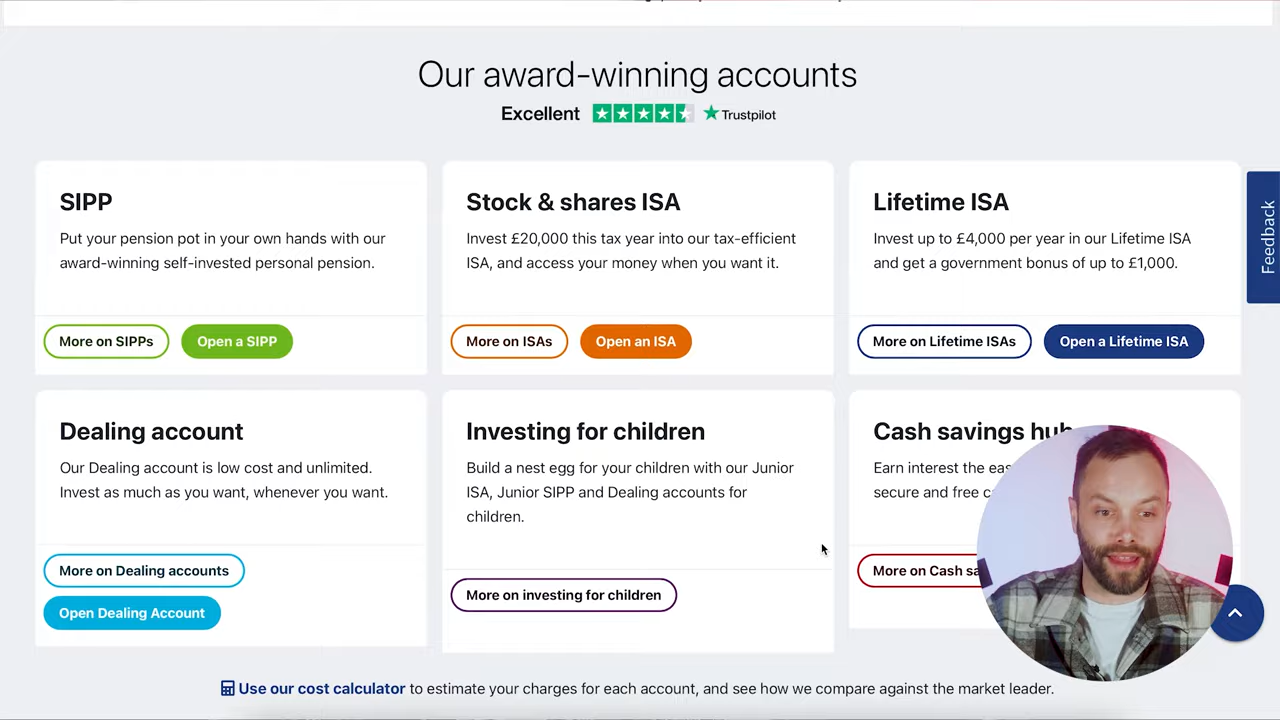 Our award-winning accounts
Excellent Trustpilot
SIPP
Put your pension pot in your own hands with our
award-winning self-invested personal pension.
More on SIPPs Open a SIPP
Stock & shares ISA
Invest £20,000 this tax year into our tax-efficient
ISA, and access your money when you want it.
More on ISAs Open an ISA
Lifetime ISA
Invest up to £4,000 per year in our Lifetime ISA
and get a government bonus of up to £1,000.
More on Lifetime ISAs Open a Lifetime ISA
Feedback
Dealing account
Our Dealing account is low cost and unlimited.
Invest as much as you want, whenever you want.
More on Dealing accounts
Open Dealing Account
Investing for children
Build a nest egg for your children with our Junior
ISA, Junior SIPP and Dealing accounts for
children.
More on investing for children
Cash savings hub
Earn interest the
secure and free
More on Cash
Use our cost calculator to estimate your charges for each account, and see how we compare against the market leader.